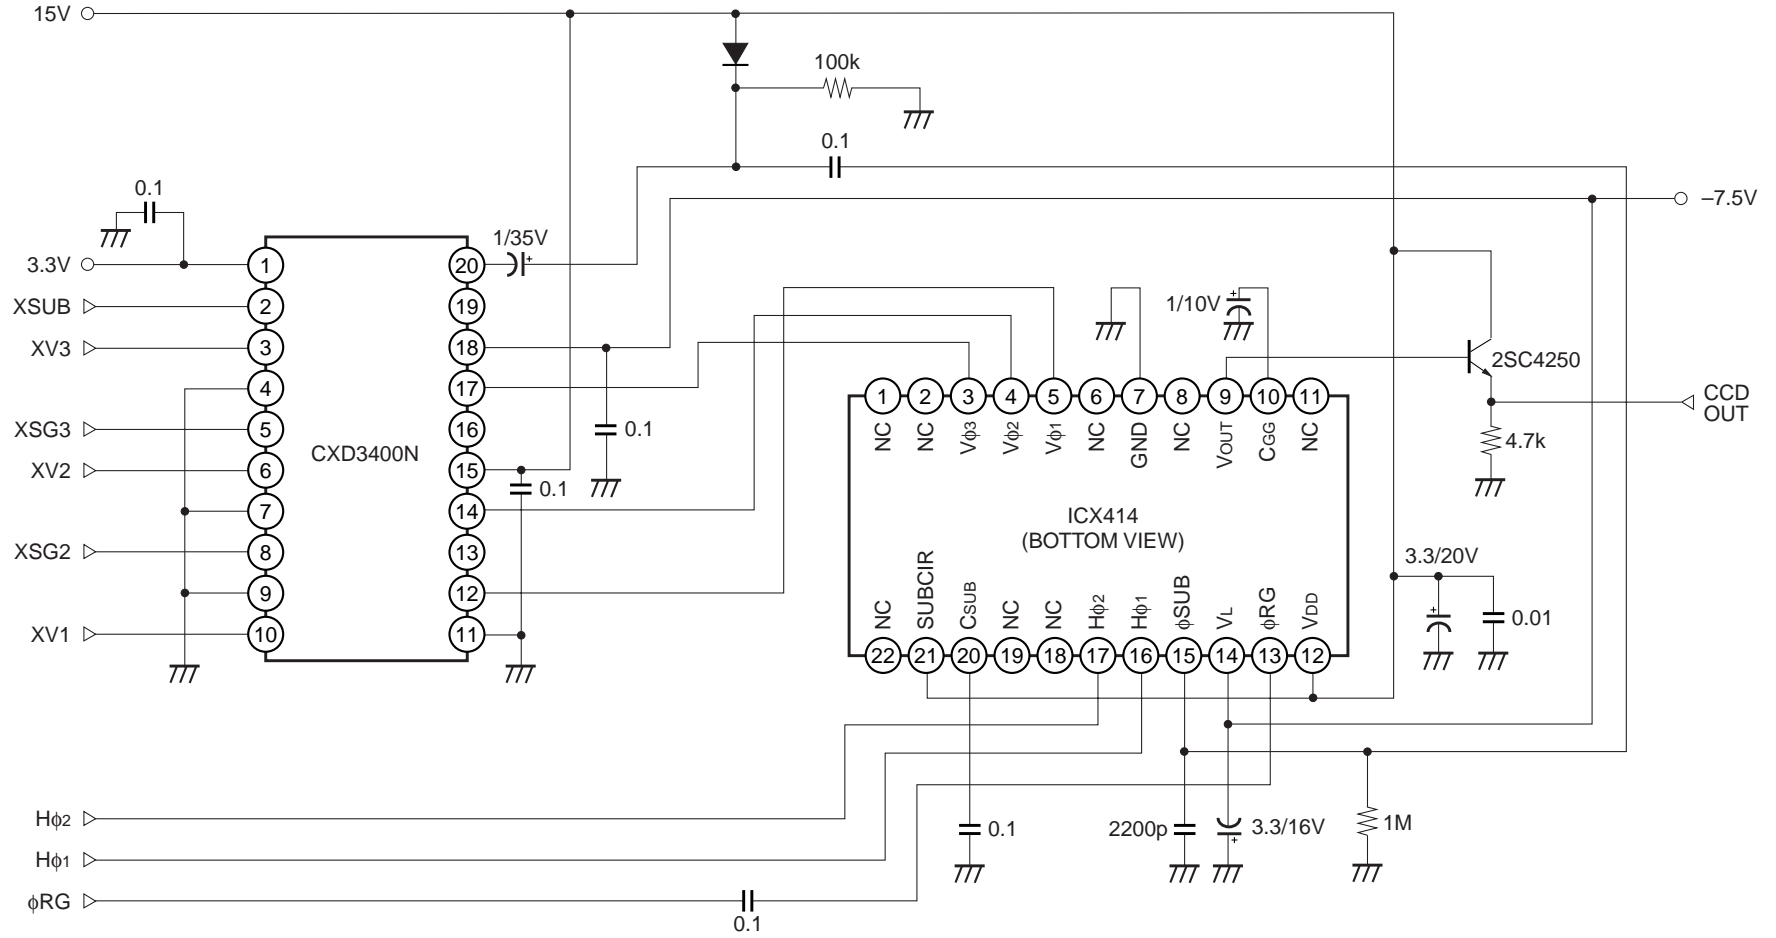 15V
100k
0.1
0.1
–7.5V
1/35V
3.3V
1
20
XSUB
2
19
1/10V
XV3
3
18
2SC4250
4
17
CCD
OUT
1 2 3 4 5 6 7 8 9 10 11
XSG3
5
16
0.1
NC NC Vϕ3 Vϕ2 Vϕ1 NC GND NC VOUT CGG NC
4.7k
CXD3400N
XV2
6
15
0.1
7
14
ICX414
(BOTTOM VIEW)
XSG2
8
13
3.3/20V
9
12
NC SUBCIR CSUB NC NC Hϕ2 Hϕ1 ϕSUB VL ϕRG VDD
0.01
XV1
10
11
22 21 20 19 18 17 16 15 14 13 12
Hϕ2
0.1
2200p
3.3/16V
1M
Hϕ1
ϕRG
0.1